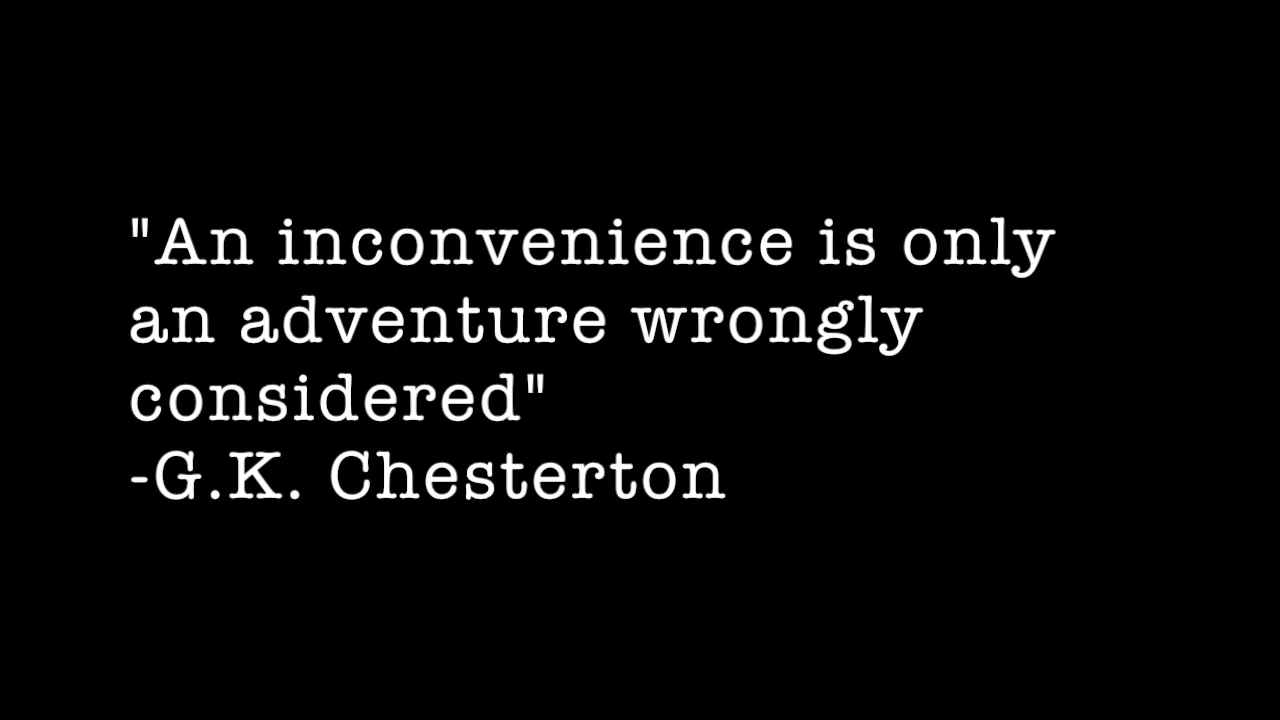 "An inconvenience is only
an adventure wrongly
considered"
-G.K. Chesterton